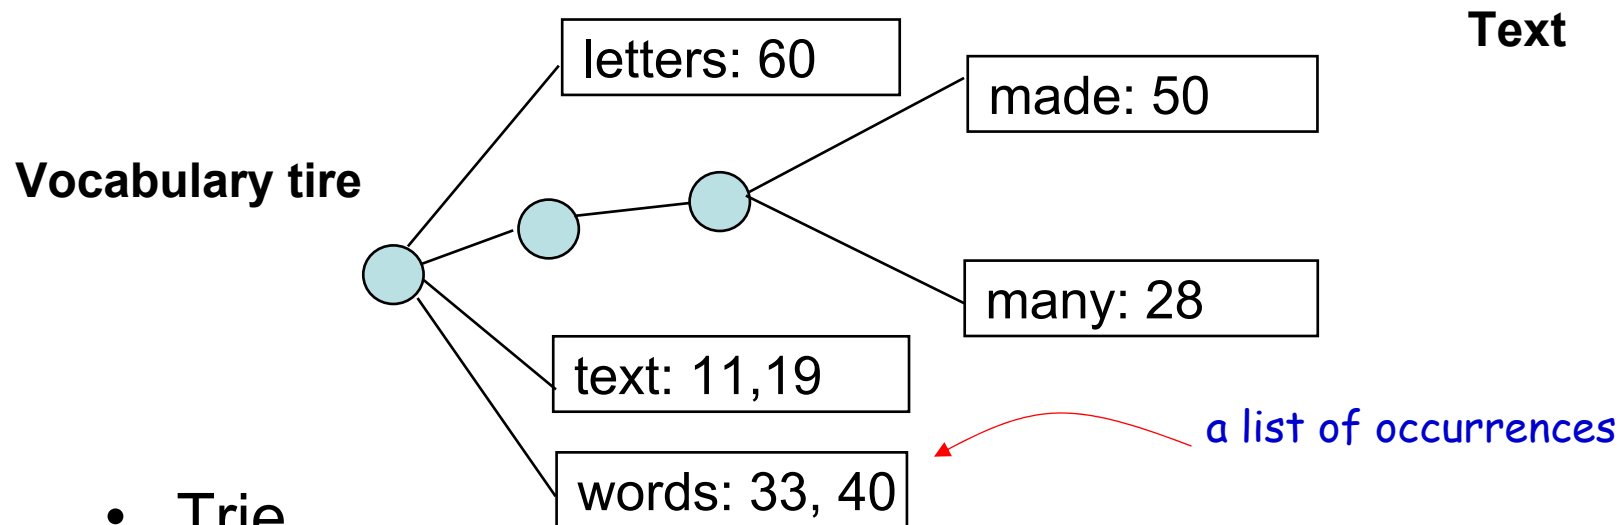 Text
letters: 60
made: 50
Vocabulary tire
many: 28
text: 11,19
a list of occurrences
words: 33, 40
• Trie